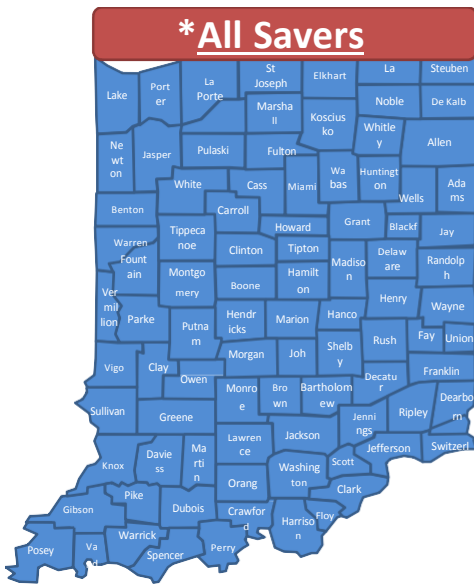 *All Savers
Lake
Port
er
La
Porte
St
Joseph
Elkhart
La
Steuben
Marsha
ll
Koscius
ko
Noble
De Kalb
Whitle
y
Allen
Ne
wt
on
Jasper
Pulaski
Fulton
Miami
Wa
bas
Huntingt
on
Wells
Ada
ms
White
Cass
Carroll
Benton
Howard
Grant
Blackf
Jay
Warren
Tippeca
noe
Clinton
Tipton
Madiso
n
Delaw
are
Randolp
h
Fount
ain
Montgo
mery
Boone
Hamilt
on
Ver
mil
lion
Parke
Putna
m
Hendr
icks
Marion
Hanco
Henry
Wayne
Vigo
Clay
Owen
Morgan
Joh
Shelb
y
Rush
Fay
Union
Franklin
Monro
e
Bro
wn
Bartholom
ew
Decatu
r
Dearbo
rn
Sullivan
Greene
Jenni
ngs
Ripley
Lawren
ce
Jackson
Jefferson
Switzerl
Knox
Davie
ss
Ma
rti
n
Orang
Washing
ton
Scott
Clark
Gibson
Pike
Dubois
Crawfor
d
Harriso
n
Floy
Posey
Va
Warrick
Spencer
Perry